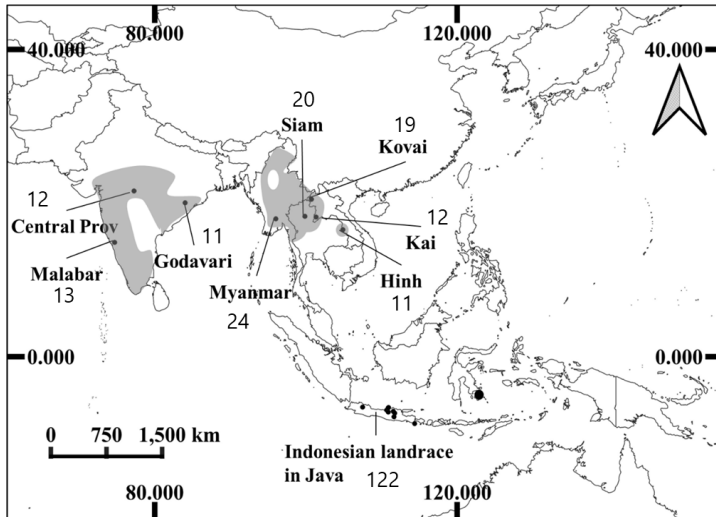 80.000 120.000
40.000 40.000
20
Siam
19
Kovai
12
Central Prov
12
Kai
11
Godavari
Malabar
13
Myanmar
24
Hinh
11
0.000 0.000
0 750 1,500 km
Indonesian landrace
in Java 122
80.000 120.000